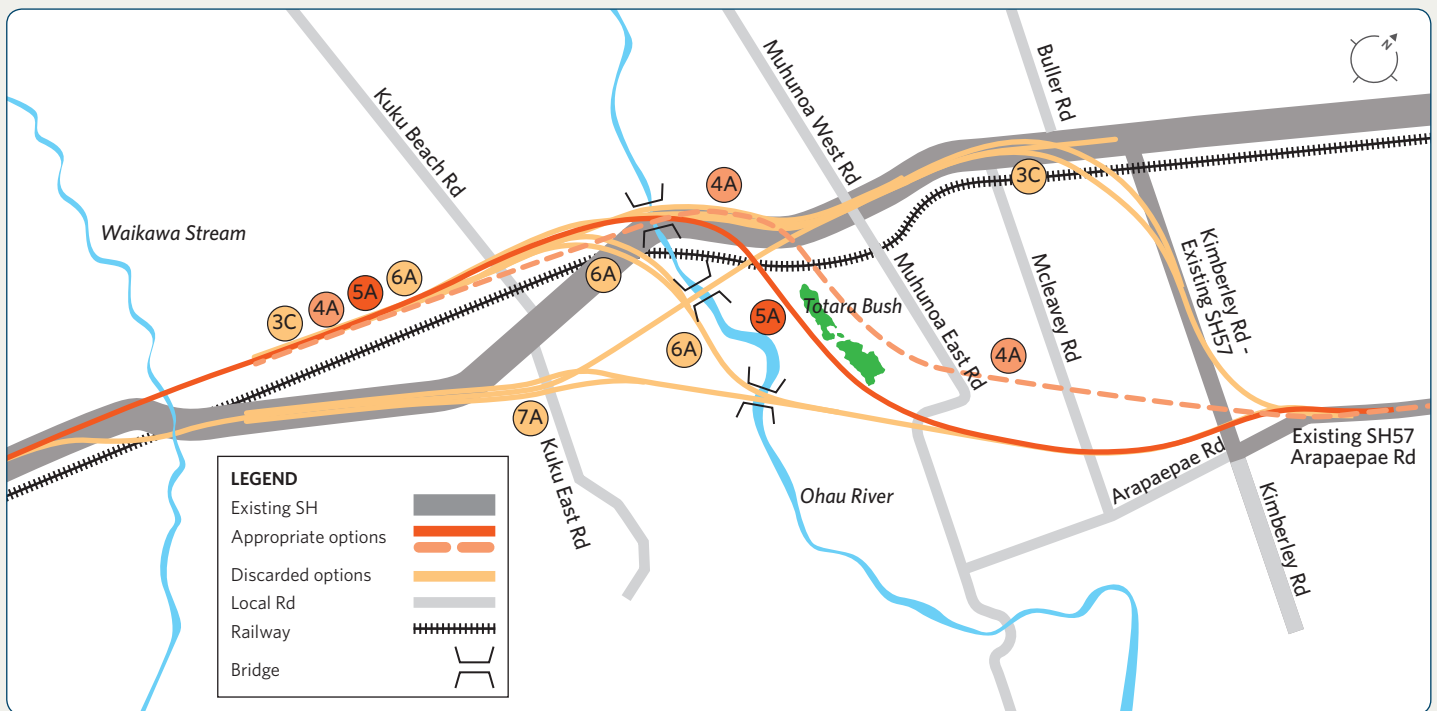 N
Buller Rd
Muhunoa West Rd
Kuku Beach Rd
4A
3C
Waikawa Stream
Kimberley Rd -
Existing SH57
Mcleavey Rd
6A
5A
4A
3C
6A
Muhunoa East Rd
Totara Bush
5A
6A
4A
7A
Existing SH57
Arapaepae Rd
Arapaepae Rd
Kuku East Rd
Ohau River
Kimberley Rd
LEGEND
Existing SH
Appropriate options
Discarded options
Local Rd
Railway
Bridge